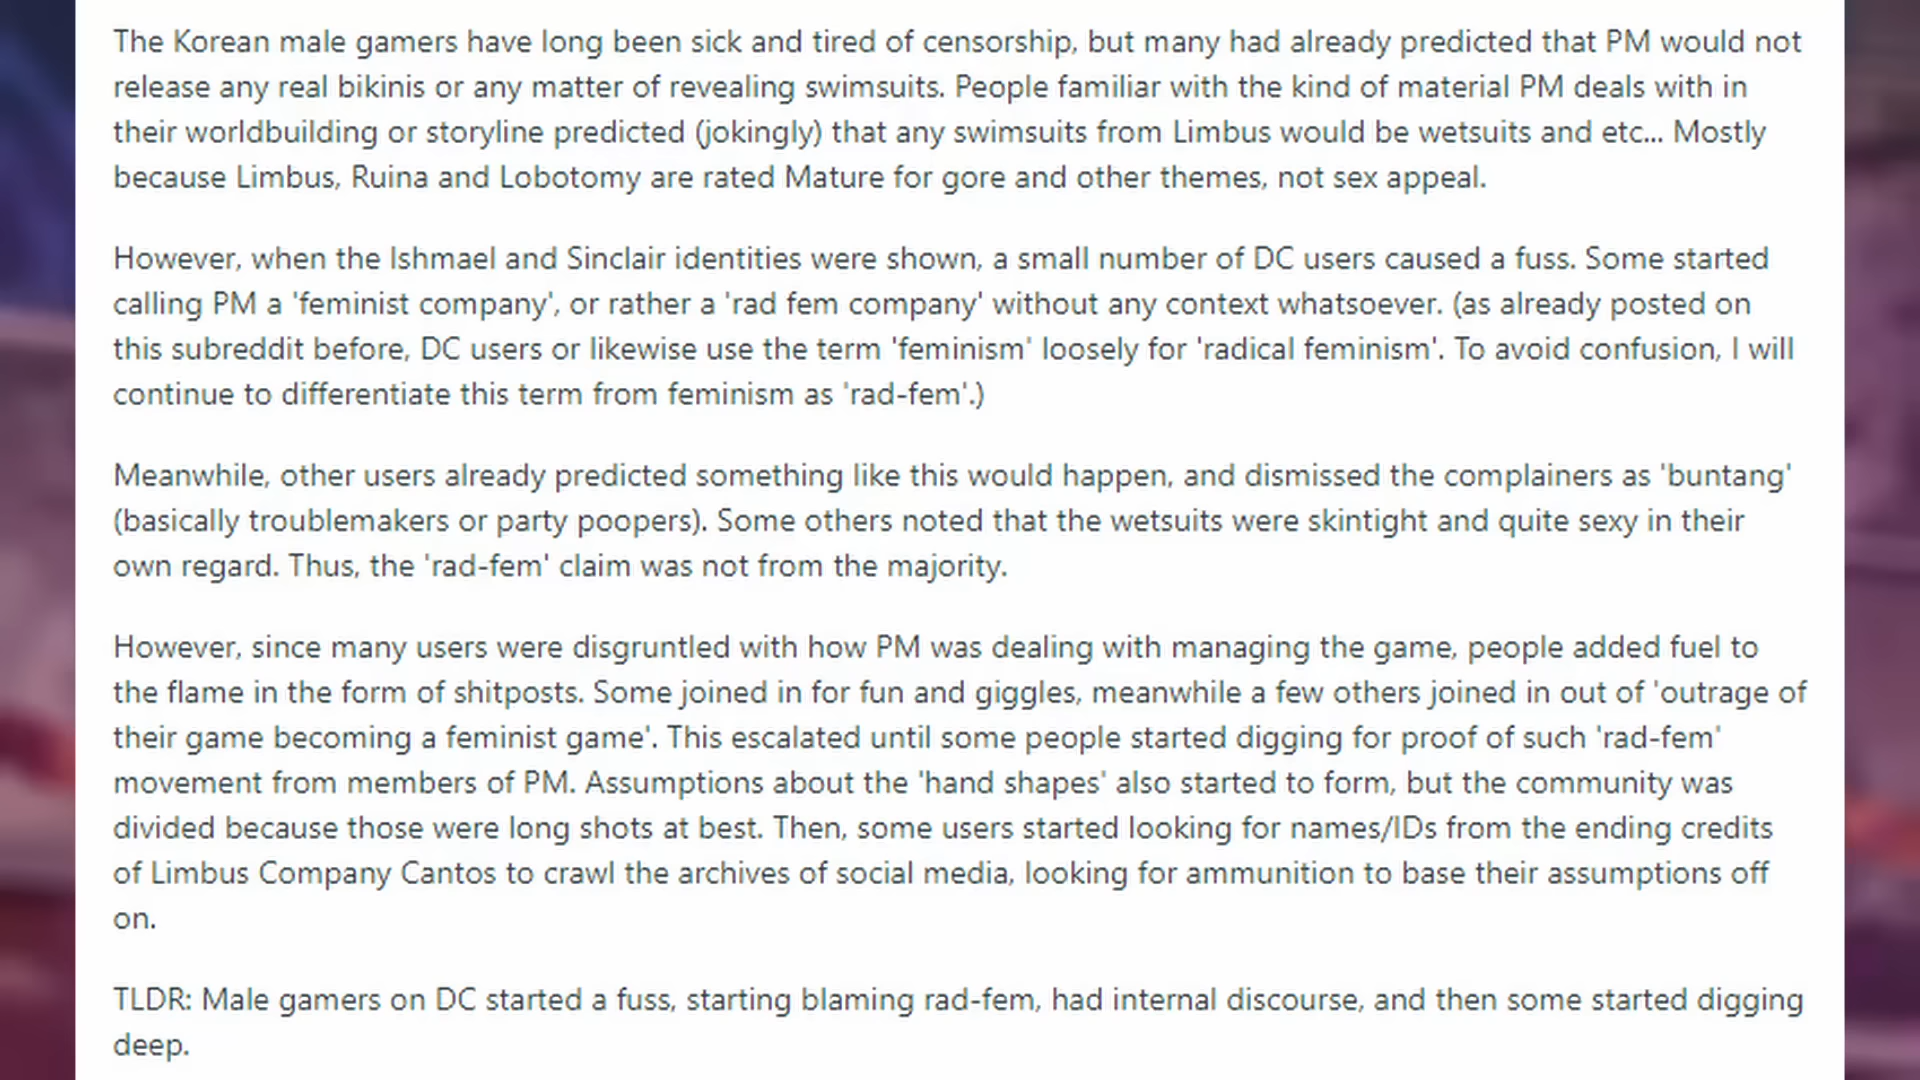 The Korean male gamers have long been sick and tired of censorship, but many had already predicted that PM would not
release any real bikinis or any matter of revealing swimsuits. People familiar with the kind of material PM deals with in
their worldbuilding or storyline predicted (jokingly) that any swimsuits from Limbus would be wetsuits and etc... Mostly
because Limbus, Ruina and Lobotomy are rated Mature for gore and other themes, not sex appeal.
However, when the Ishmael and Sinclair identities were shown, a small number of DC users caused a fuss. Some started
calling PM a 'feminist company', or rather a 'rad fem company' without any context whatsoever. (as already posted on
this subreddit before, DC users or likewise use the term 'feminism' loosely for 'radical feminism'. To avoid confusion, I will
continue to differentiate this term from feminism as 'rad-fem'.)
Meanwhile, other users already predicted something like this would happen, and dismissed the complainers as 'buntang'
(basically troublemakers or party poopers). Some others noted that the wetsuits were skintight and quite sexy in their
own regard. Thus, the 'rad-fem' claim was not from the majority.
However, since many users were disgruntled with how PM was dealing with managing the game, people added fuel to
the flame in the form of shitposts. Some joined in for fun and giggles, meanwhile a few others joined in out of 'outrage of
their game becoming a feminist game'. This escalated until some people started digging for proof of such 'rad-fem'
movement from members of PM. Assumptions about the 'hand shapes' also started to form, but the community was
divided because those were long shots at best. Then, some users started looking for names/IDs from the ending credits
of Limbus Company Cantos to crawl the archives of social media, looking for ammunition to base their assumptions off
on.
TLDR: Male gamers on DC started a fuss, starting blaming rad-fem, had internal discourse, and then some started digging
deep.